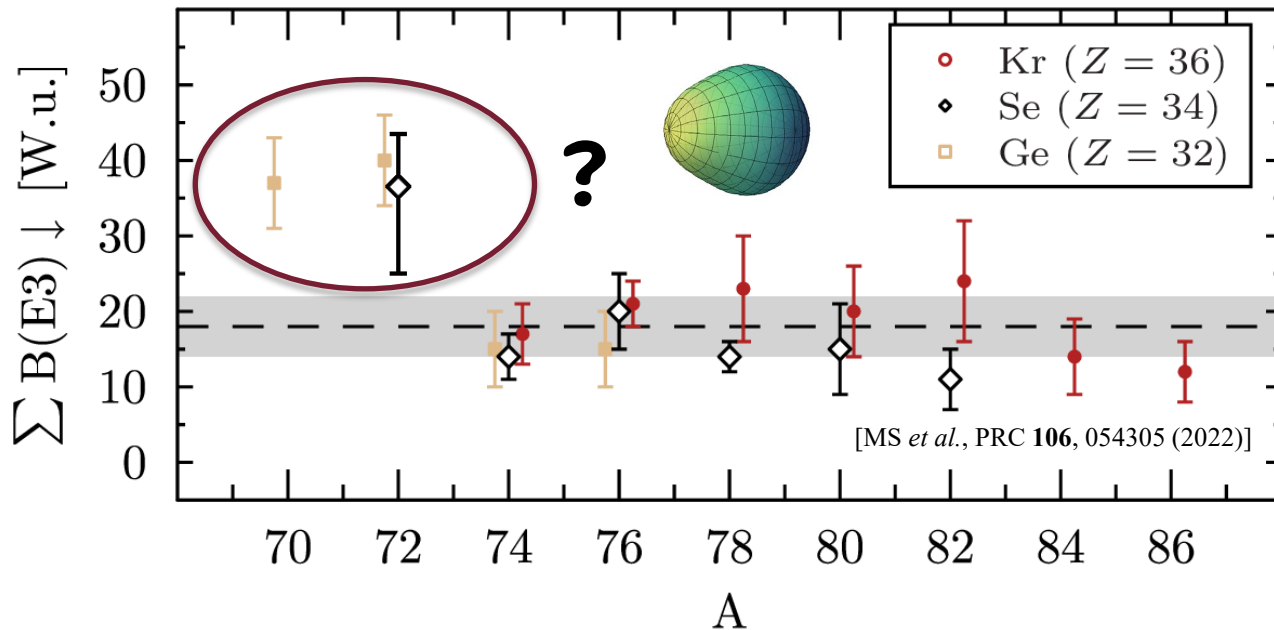 ∑ B(E3) ↓ [W.u.]
50
40
30
20
10
0
?
Kr (Z = 36)
Se (Z = 34)
Ge (Z = 32)
[MS et al., PRC 106, 054305 (2022)]
70 72 74 76 78 80 82 84 86
A